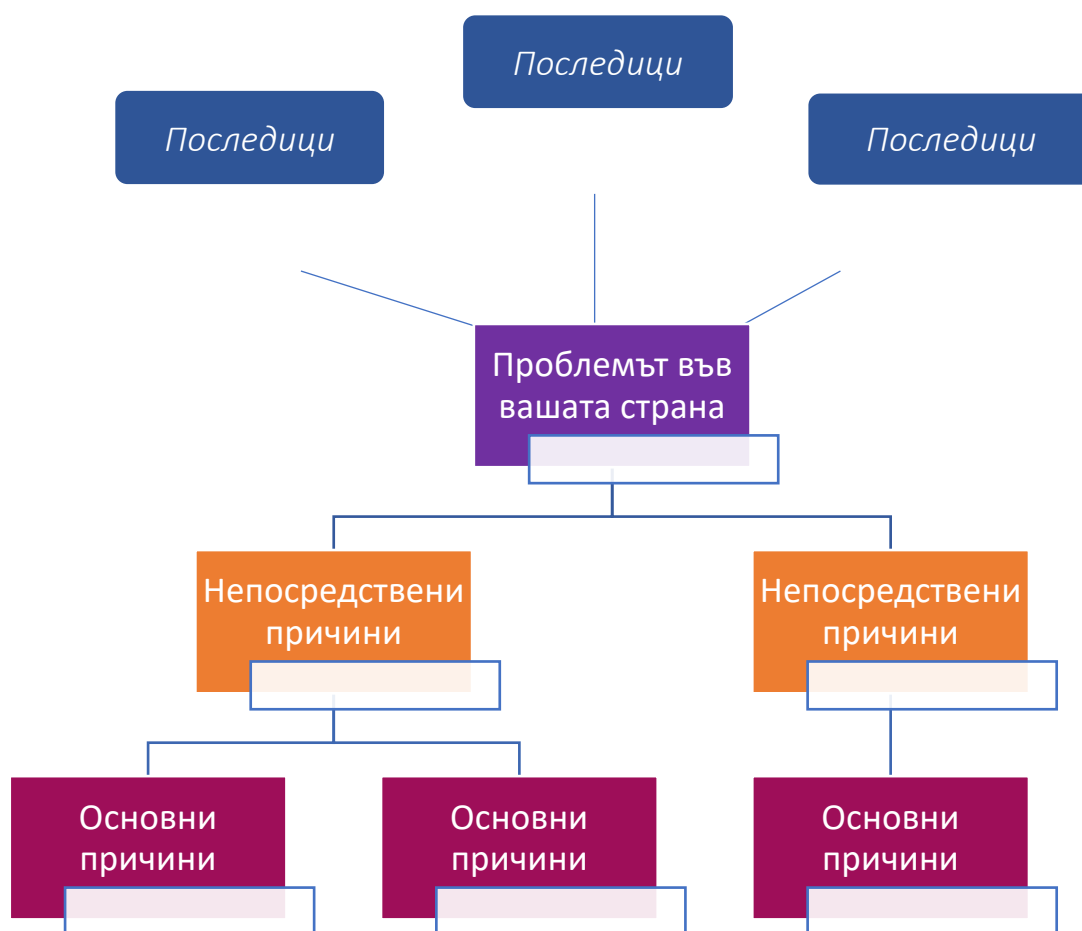 Последици
Последици
Последици
Проблемът във
вашата страна
Непосредствени
причини
Непосредствени
причини
Основни
причини
Основни
причини
Основни
причини